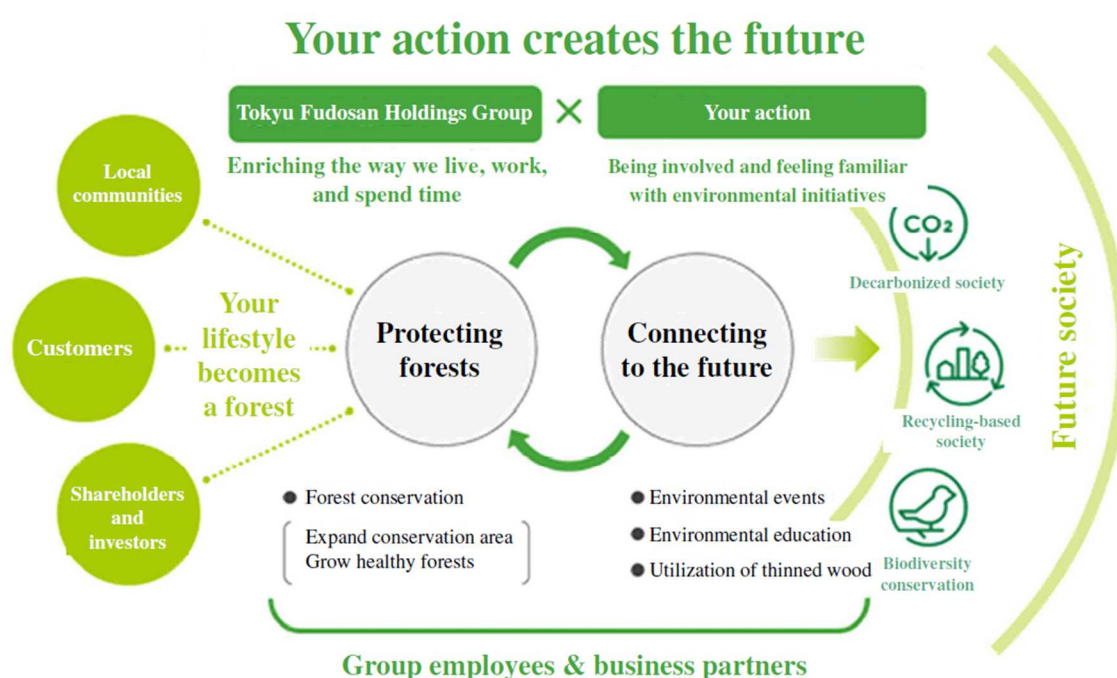 Your action creates the future
Tokyu Fudosan Holdings Group
×
Your action
Enriching the way we live, work,
and spend time
Being involved and feeling familiar
with environmental initiatives
Local
communities
Customers
Shareholders
and
investors
Your
lifestyle
becomes
a forest
Protecting
forests
Connecting
to the future
● Forest conservation
Expand conservation area
Grow healthy forests
● Environmental events
● Environmental education
● Utilization of thinned wood
CO₂
Decarbonized society
Recycling-based
society
Biodiversity
conservation
Future society
Group employees & business partners